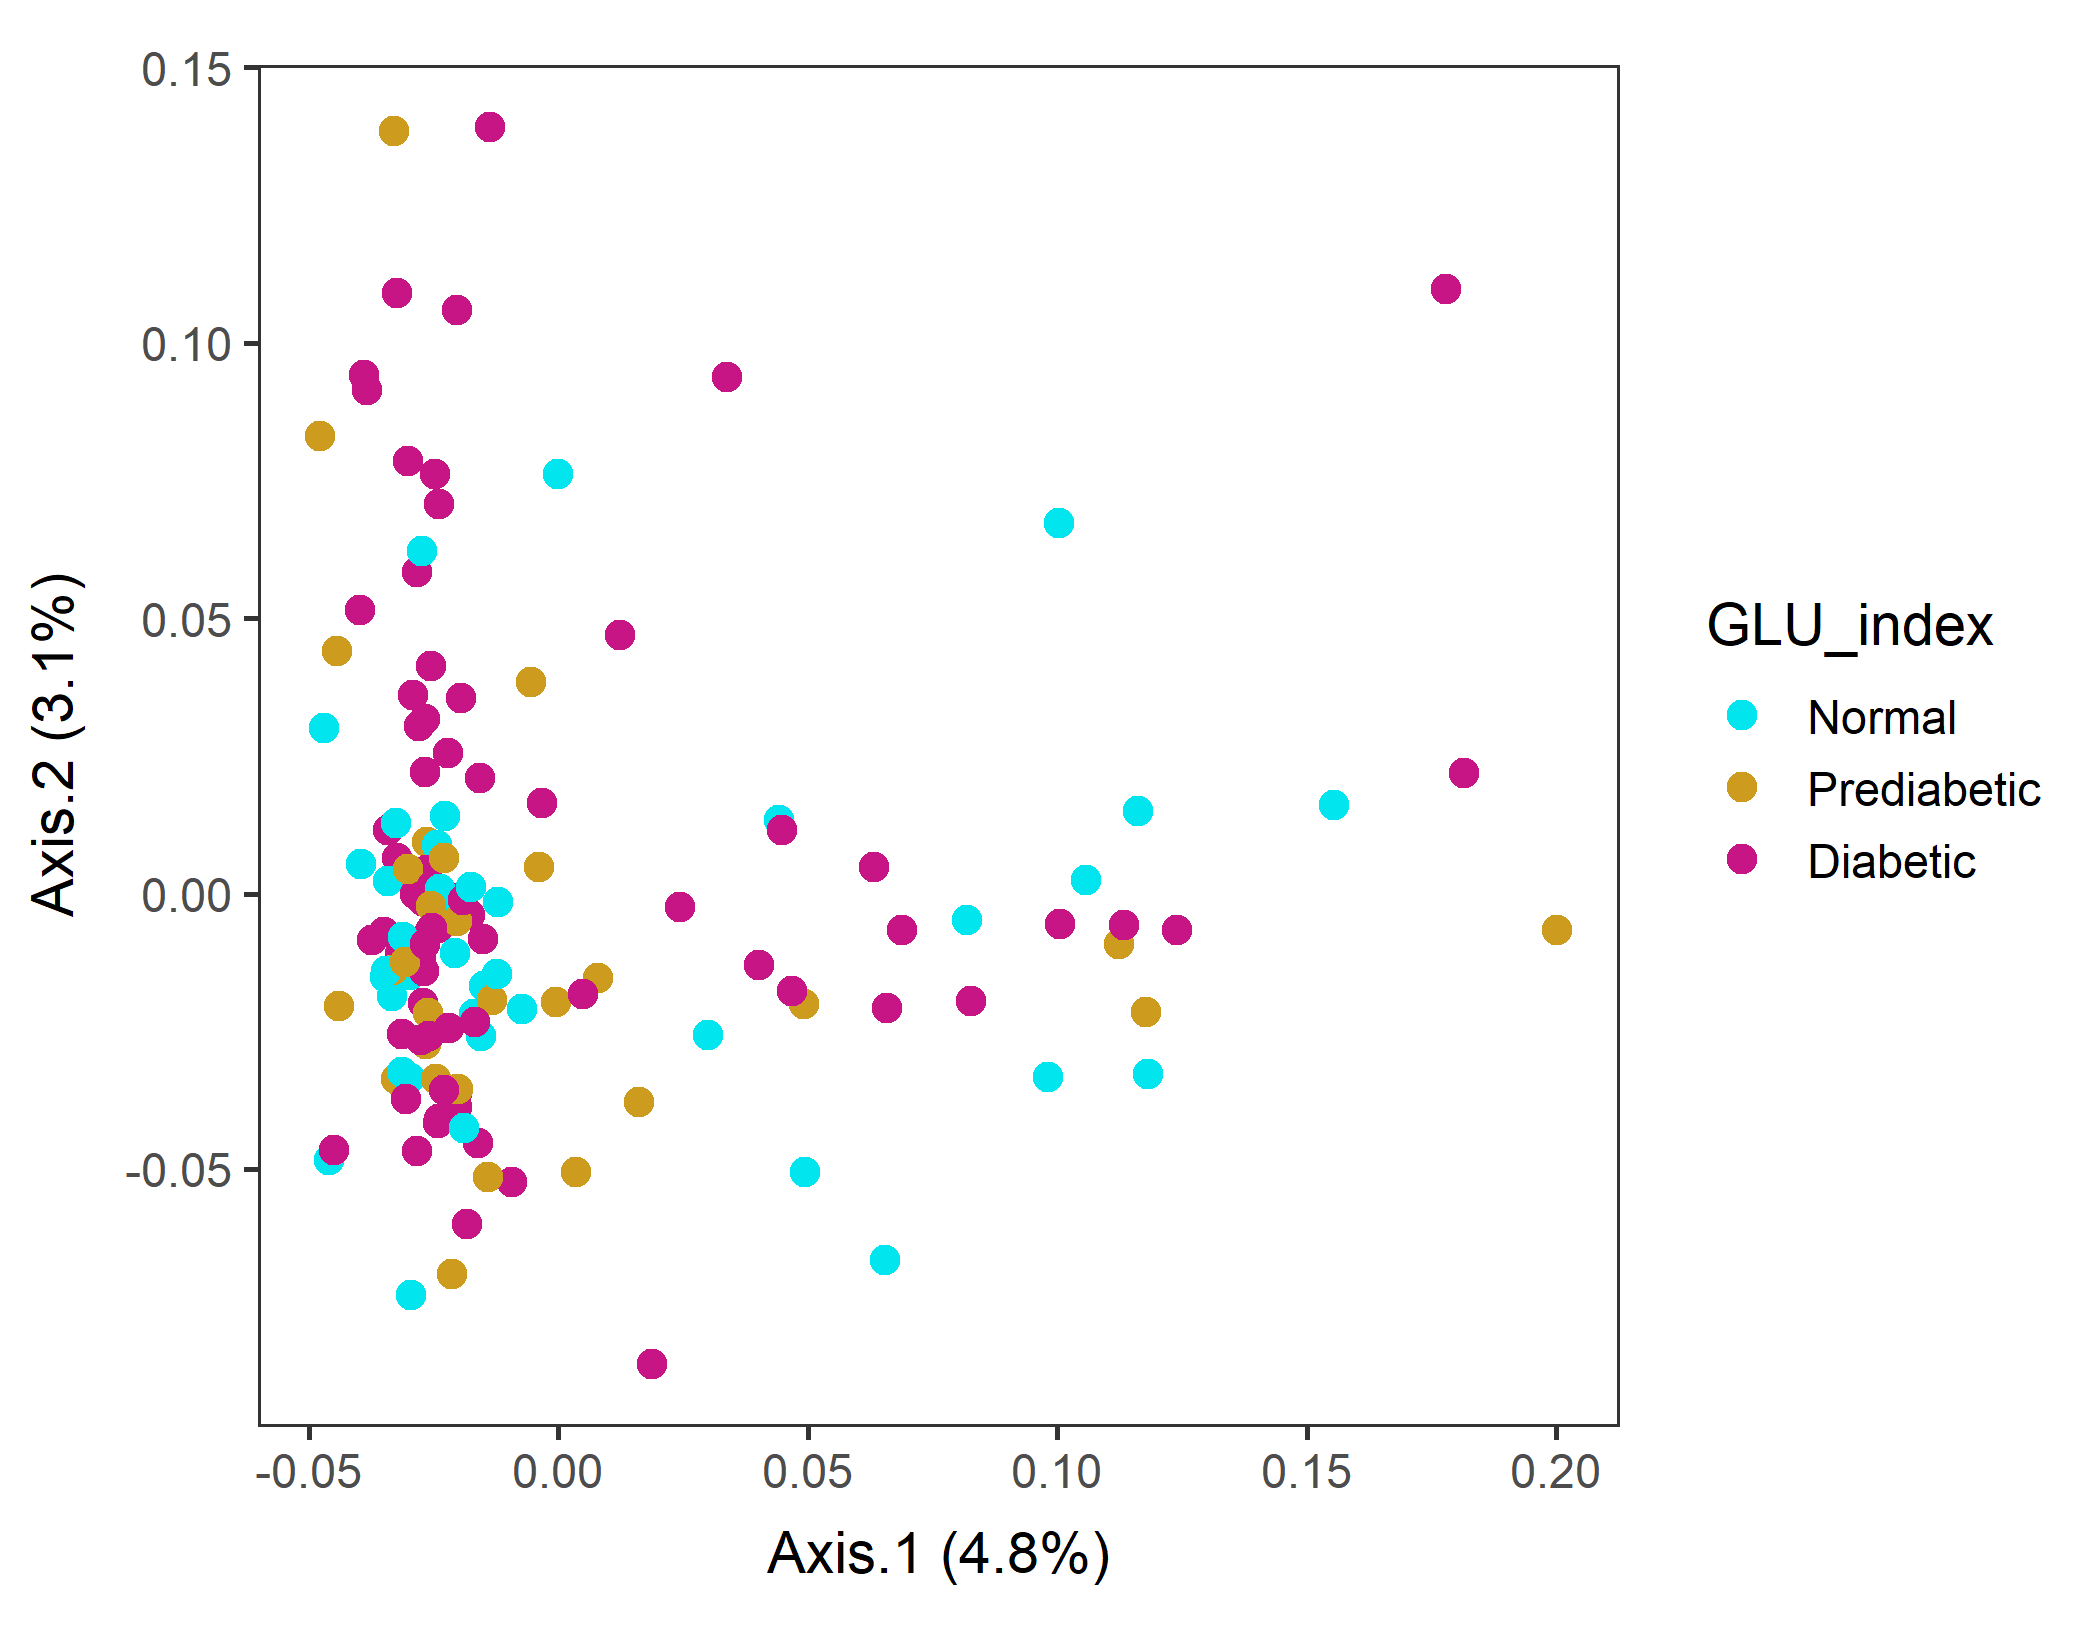 0.15
0.10
0.05
0.00
-0.05
Axis.2 (3.1%)
-0.05 0.00 0.05 0.10 0.15 0.20
Axis.1 (4.8%)
GLU_index
Normal
Prediabetic
Diabetic